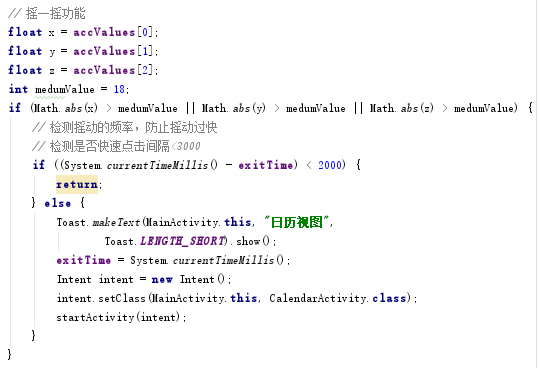 // 摇一摇功能
float x = accValues[0];
float y = accValues[1];
float z = accValues[2];
int medumValue = 18;
if (Math.abs(x) > medumValue || Math.abs(y) > medumValue || Math.abs(z) > medumValue) {
// 检测摇动的频率，防止摇动过快
// 检测是否快速点击间隔<3000
if ((System.currentTimeMillis() - exitTime) < 2000) {
return;
} else {
Toast.makeText(MainActivity.this, "日历视图",
Toast.LENGTH_SHORT).show();
exitTime = System.currentTimeMillis();
Intent intent = new Intent();
intent.setClass(MainActivity.this, CalendarActivity.class);
startActivity(intent);
}
}